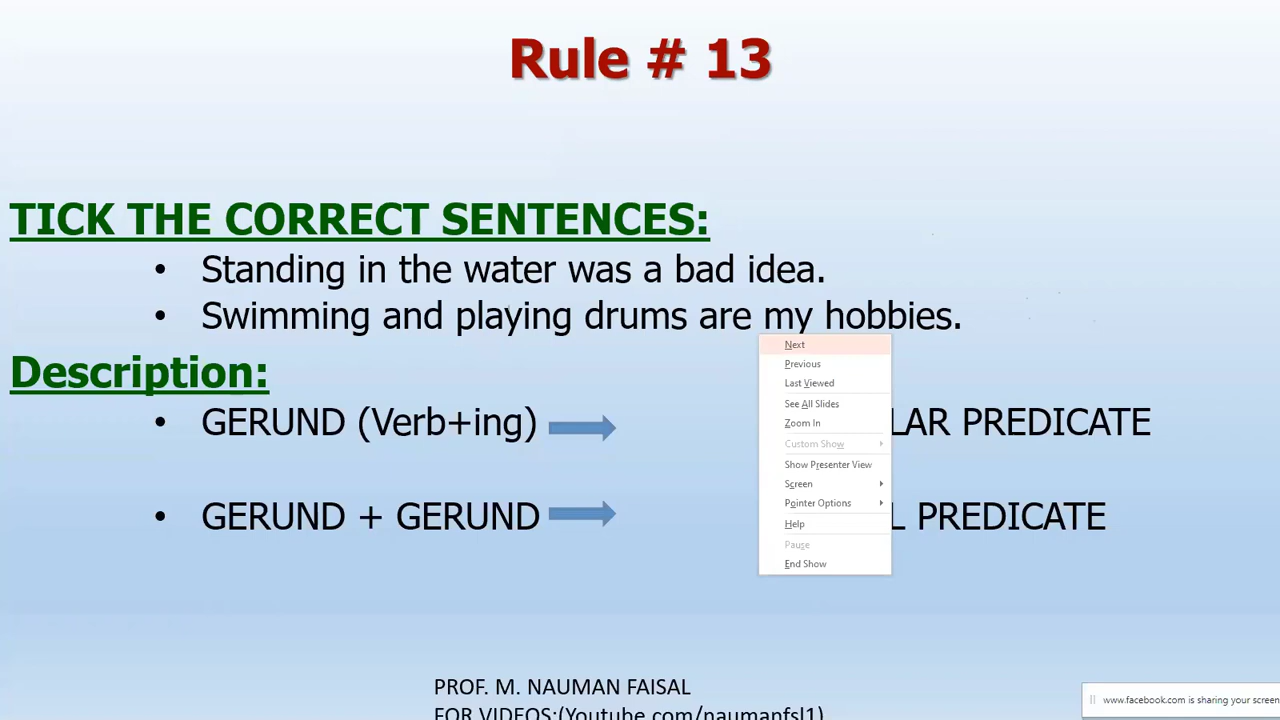 Rule # 13
TICK THE CORRECT SENTENCES:
• Standing in the water was a bad idea.
• Swimming and playing drums are my hobbies.
Description:
• GERUND (Verb+ing) LAR PREDICATE
• GERUND + GERUND L PREDICATE
Next
Previous
Last Viewed
See All Slides
Zoom In
Custom Show
Show Presenter View
Screen
Pointer Options
Help
Pause
End Show
PROF. M. NAUMAN FAISAL
FOR VIDEOS:(Youtube.com/naumanfsl1)
www.facebook.com is sharing your screen